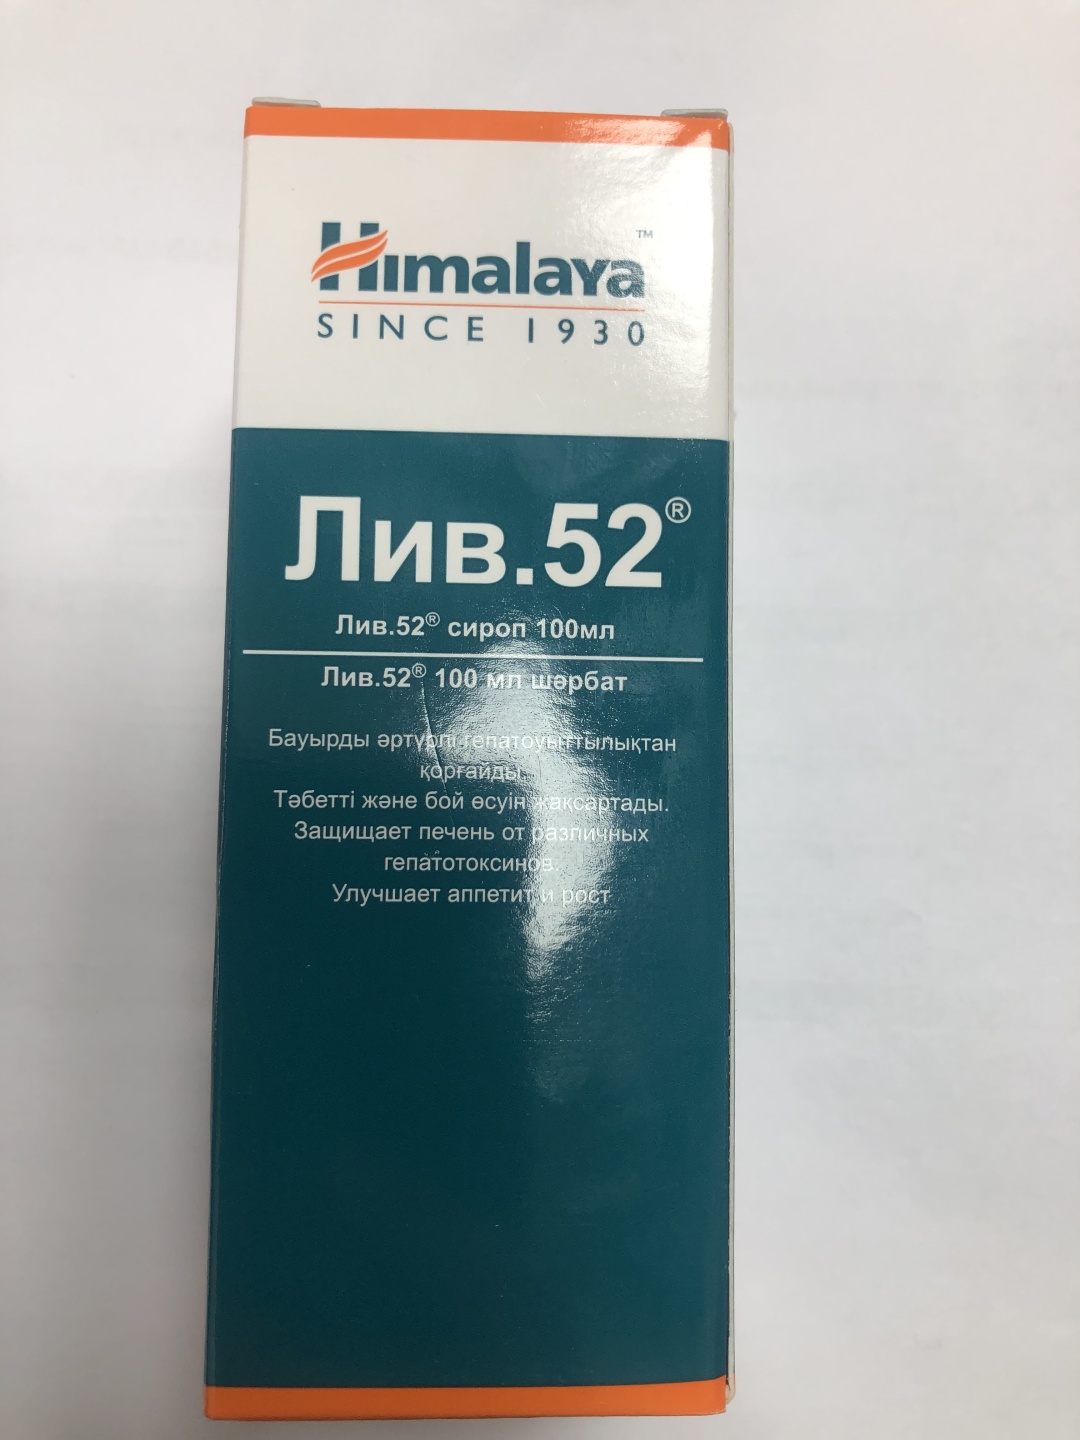 Himalaya™
SINCE 1930
Лив.52®
Лив.52® сироп 100мл
Лив.52® 100 мл шәрбат
Бауырды әртүрлі гепатоуыттылықтан
қорғайды.
Тәбетті және бой өсуін жақсартады.
Защищает печень от различных
гепатотоксинов.
Улучшает аппетит и рост